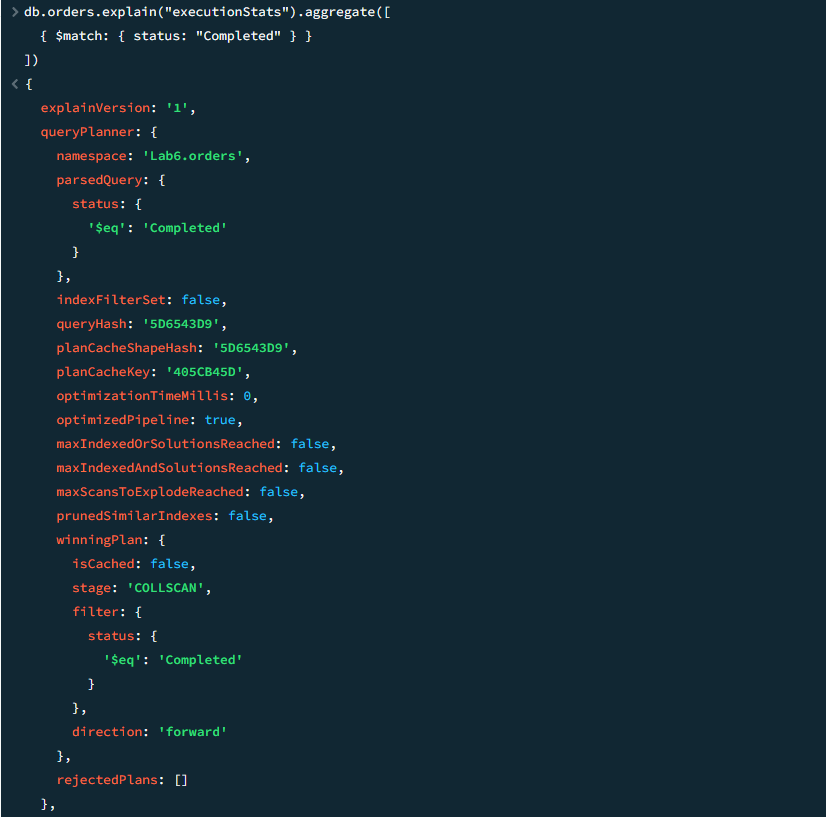 > db.orders.explain("executionStats").aggregate([
  { $match: { status: "Completed" } }
])
< {
  explainVersion: '1',
  queryPlanner: {
    namespace: 'Lab6.orders',
    parsedQuery: {
      status: {
        '$eq': 'Completed'
      }
    },
    indexFilterSet: false,
    queryHash: '5D6543D9',
    planCacheShapeHash: '5D6543D9',
    planCacheKey: '405CB45D',
    optimizationTimeMillis: 0,
    optimizedPipeline: true,
    maxIndexedOrSolutionsReached: false,
    maxIndexedAndSolutionsReached: false,
    maxScansToExplodeReached: false,
    prunedSimilarIndexes: false,
    winningPlan: {
      isCached: false,
      stage: 'COLLSCAN',
      filter: {
        status: {
          '$eq': 'Completed'
        }
      },
      direction: 'forward'
    },
    rejectedPlans: []
  },